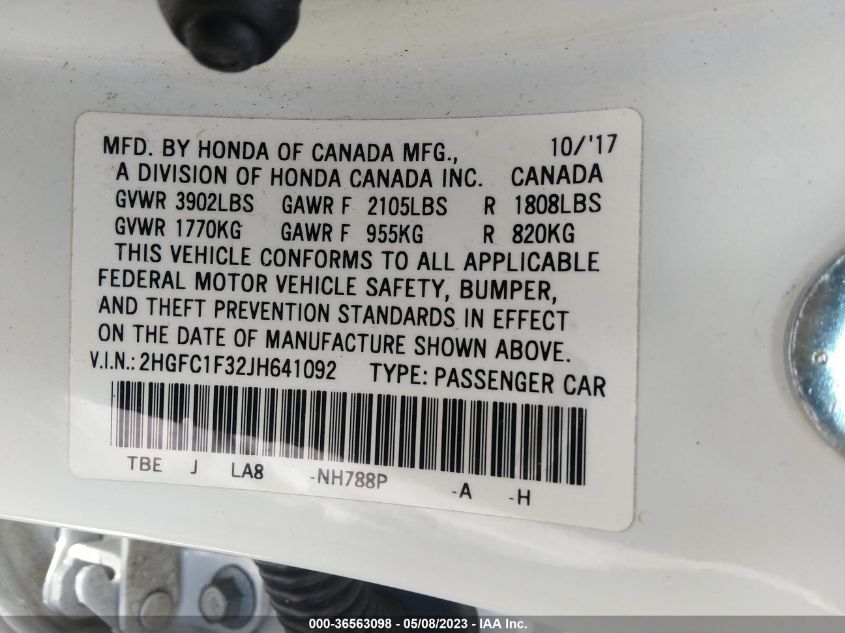 MFD. BY HONDA OF CANADA MFG., 10/'17
A DIVISION OF HONDA CANADA INC. CANADA
GVWR 3902LBS GAWR F 2105LBS R 1808LBS
GVWR 1770KG GAWR F 955KG R 820KG
THIS VEHICLE CONFORMS TO ALL APPLICABLE
FEDERAL MOTOR VEHICLE SAFETY, BUMPER,
AND THEFT PREVENTION STANDARDS IN EFFECT
ON THE DATE OF MANUFACTURE SHOWN ABOVE.
V.I.N.: 2HGFC1F32JH641092 TYPE: PASSENGER CAR
TBE J LA8 -NH788P -A -H
000-36563098 - 05/08/2023 - IAA Inc.